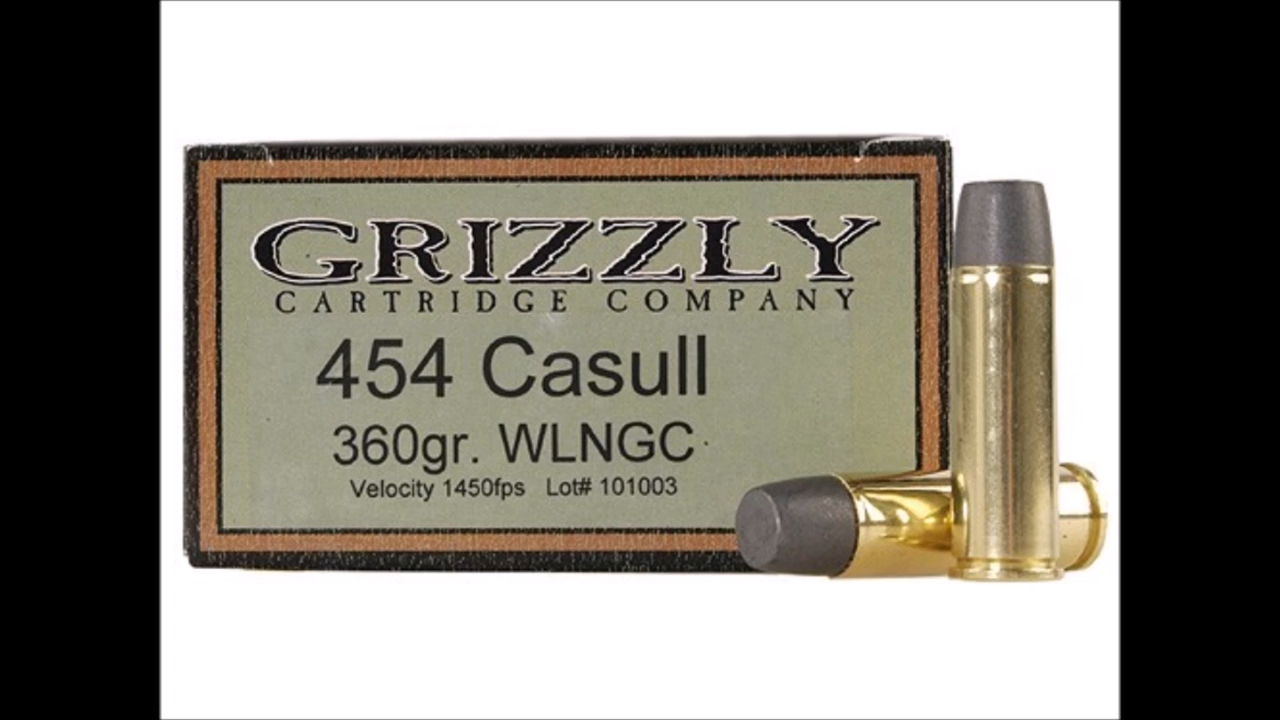 GRIZZLY
CARTRIDGE COMPANY
454 Casull
360gr. WLNGC
Velocity 1450fps Lot# 101003